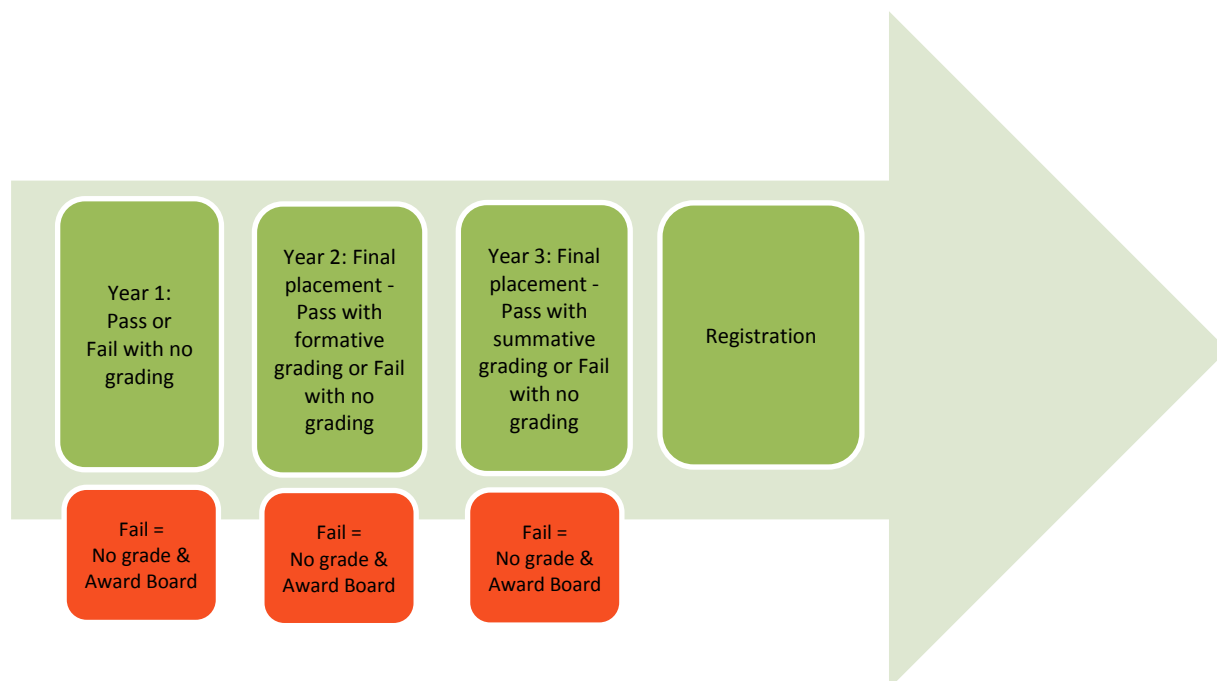 Year 1:
Pass or
Fail with no
grading
Year 2: Final
placement -
Pass with
formative
grading or Fail
with no
grading
Year 3: Final
placement -
Pass with
summative
grading or Fail
with no
grading
Registration
Fail =
No grade &
Award Board
Fail =
No grade &
Award Board
Fail =
No grade &
Award Board